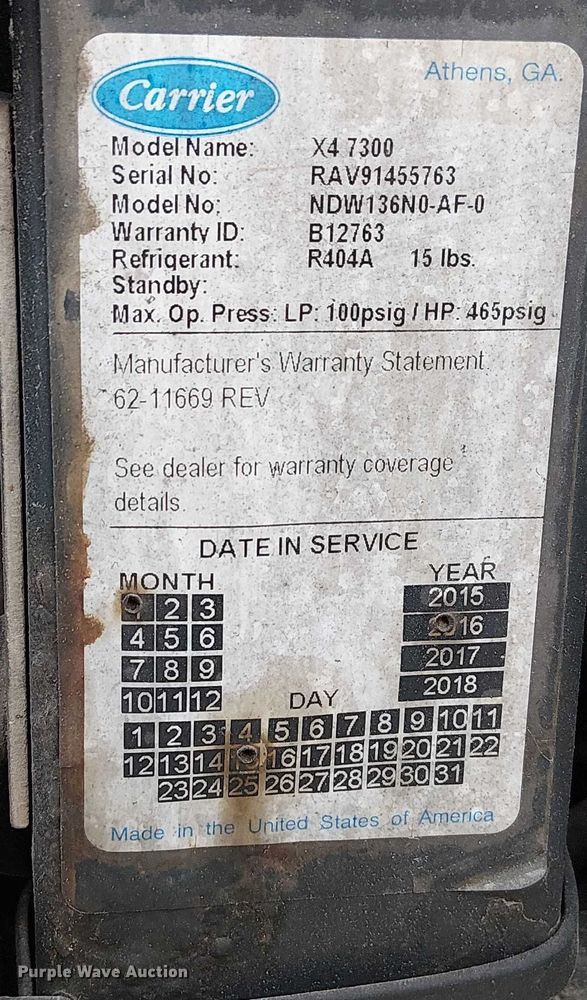 Carrier
Athens, GA.
Model Name: X4 7300
Serial No: RAV91455763
Model No: NDW136N0-AF-0
Warranty ID: B12763
Refrigerant: R404A 15 lbs.
Standby:
Max. Op. Press: LP: 100psig / HP: 465psig
Manufacturer's Warranty Statement:
62-11669 REV
See dealer for warranty coverage
details.
DATE IN SERVICE
MONTH
1 2 3
4 5 6
7 8 9
10 11 12
YEAR
2015
2016
2017
2018
DAY
1 2 3 4 5 6 7 8 9 10 11
12 13 14 15 16 17 18 19 20 21 22
23 24 25 26 27 28 29 30 31
Made in the United States of America
Purple Wave Auction